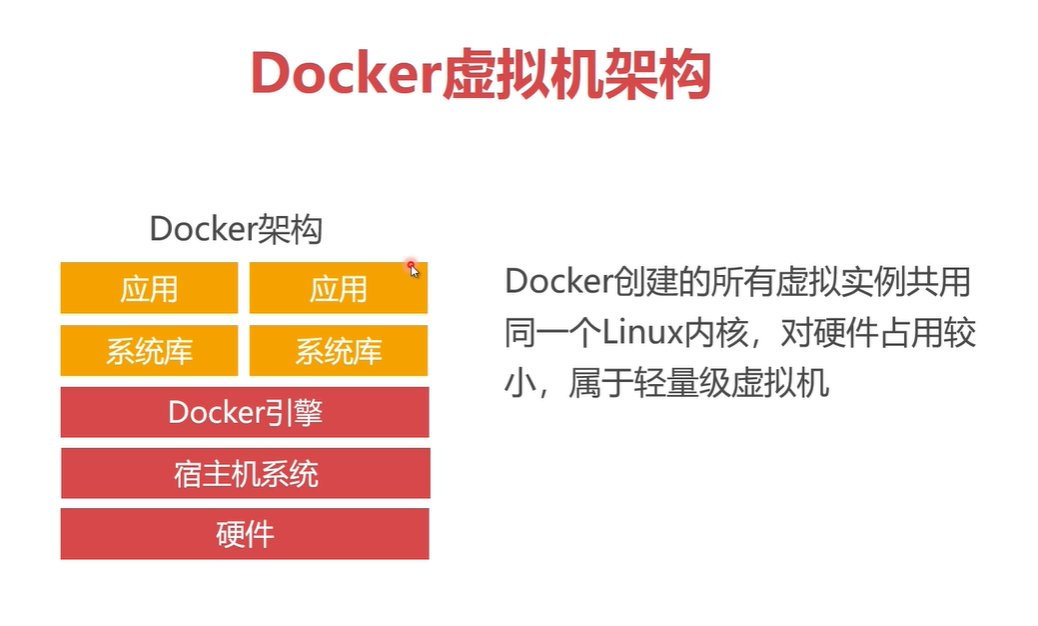 Docker虚拟机架构
Docker架构
应用 应用
系统库 系统库
Docker引擎
宿主机系统
硬件
Docker创建的所有虚拟实例共用
同一个Linux内核，对硬件占用较
小，属于轻量级虚拟机